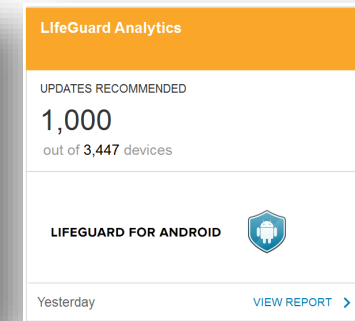 LIfeGuard Analytics
UPDATES RECOMMENDED
1,000
out of 3,447 devices
LIFEGUARD FOR ANDROID
Yesterday VIEW REPORT